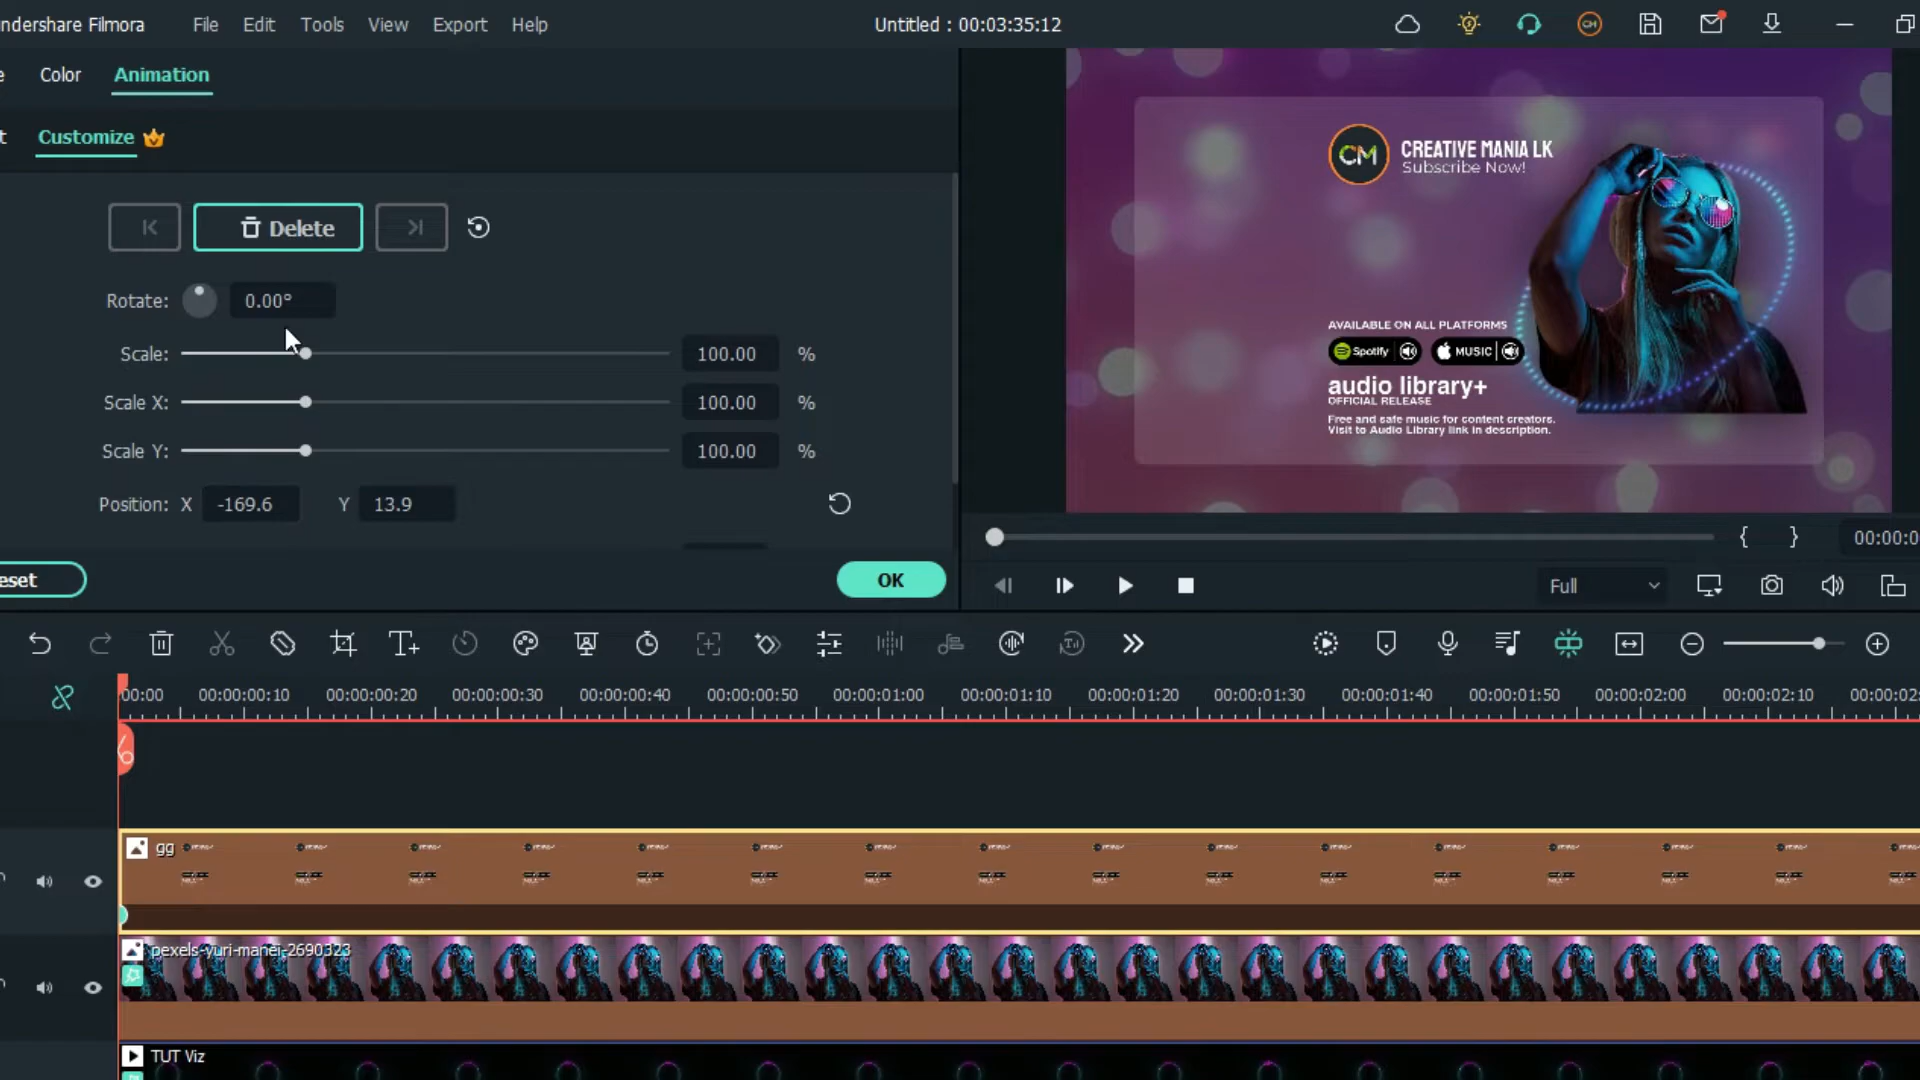 ndershare Filmora File Edit Tools View Export Help Untitled : 00:03:35:12
Color Animation
Customize
Delete
Rotate: 0.00°
Scale: 100.00 %
Scale X: 100.00 %
Scale Y: 100.00 %
Position: X -169.6 Y 13.9
eset OK
CM CREATIVE MANIA LK
Subscribe Now!
AVAILABLE ON ALL PLATFORMS
Spotify MUSIC
audio library+
OFFICIAL RELEASE
Free and safe music for content creators.
Visit to Audio Library link in description.
00:00:0
Full
00:00 00:00:00:10 00:00:00:20 00:00:00:30 00:00:00:40 00:00:00:50 00:00:01:00 00:00:01:10 00:00:01:20 00:00:01:30 00:00:01:40 00:00:01:50 00:00:02:00 00:00:02:10 00:00:02:
gg
pexels-yuri-manei-2690323
TUT Viz